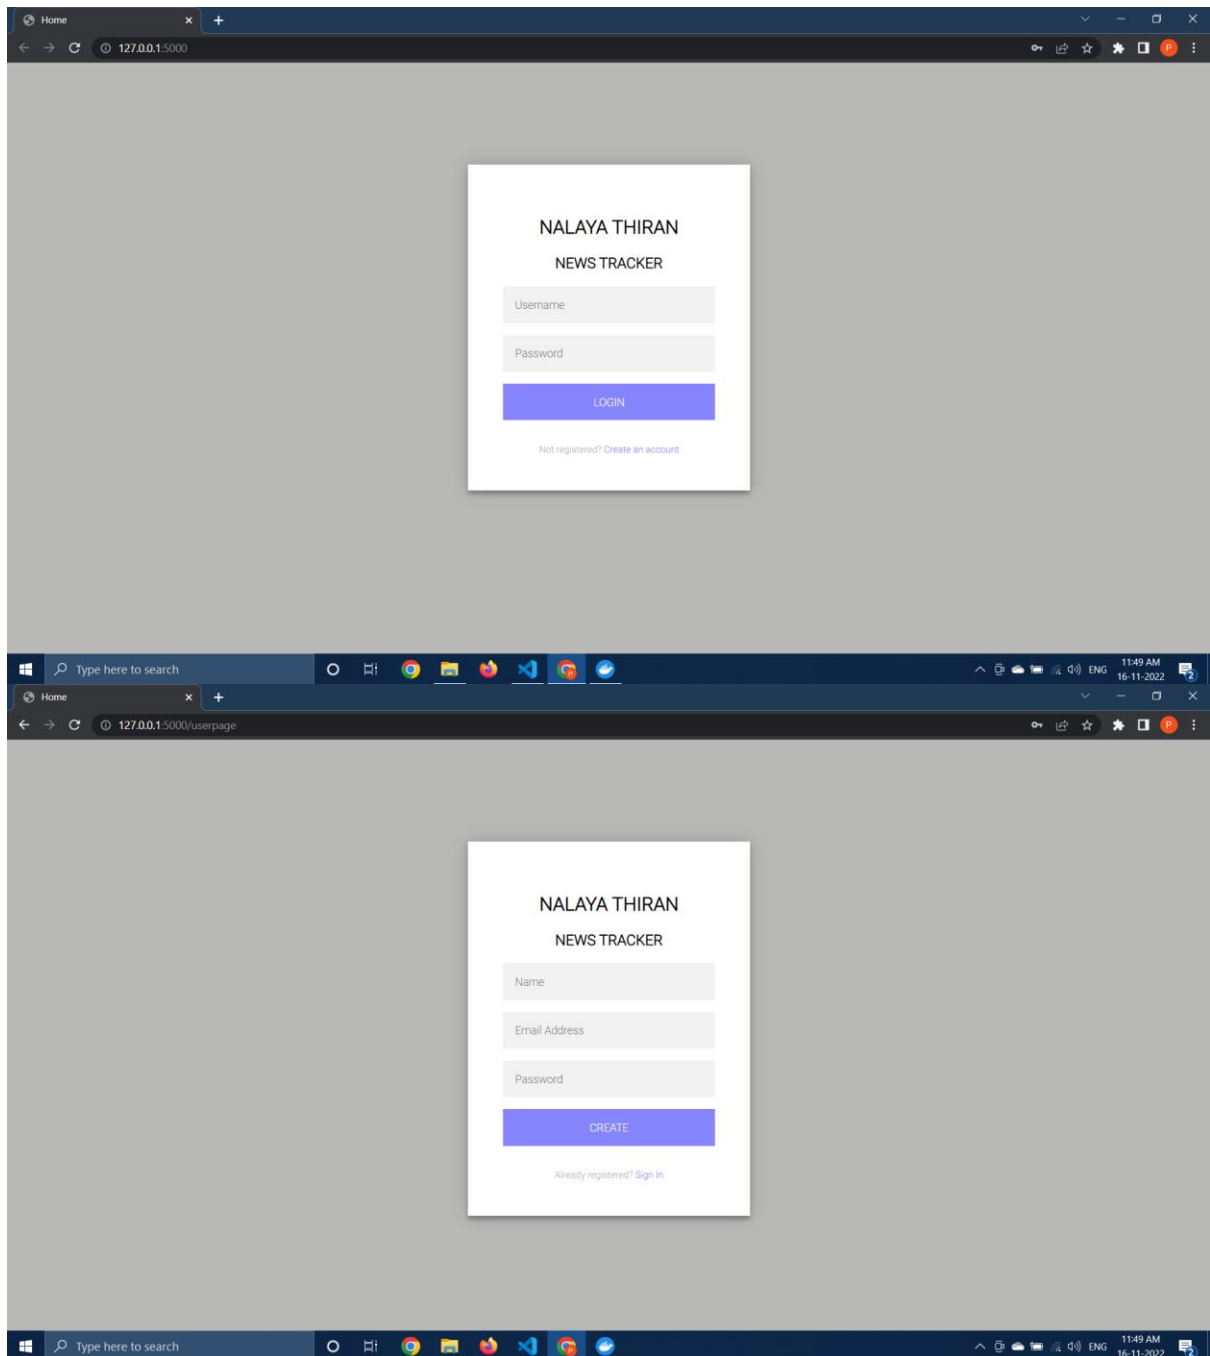 Home
127.0.0.1:5000
P
NALAYA THIRAN
NEWS TRACKER
Username
Password
LOGIN
Not registered? Create an account
Type here to search
ENG
11:49 AM
16-11-2022
2
Home
127.0.0.1:5000/userpage
P
NALAYA THIRAN
NEWS TRACKER
Name
Email Address
Password
CREATE
Already registered? Sign In
Type here to search
ENG
11:49 AM
16-11-2022
2